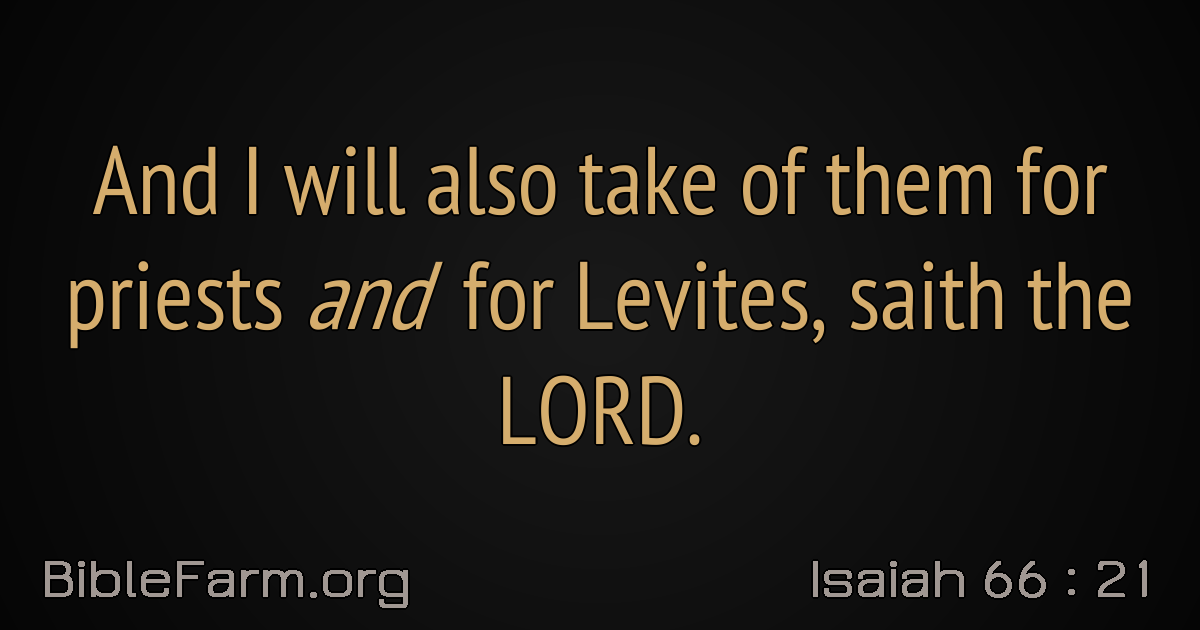 And I will also take of them for
priests and for Levites, saith the
LORD.
BibleFarm.org
Isaiah 66 : 21